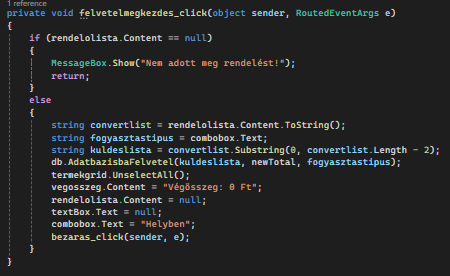 1 reference
private void felvetelmegkezdes_click(object sender, RoutedEventArgs e)
{
    if (rendelolista.Content == null)
    {
        MessageBox.Show("Nem adott meg rendelést!");
        return;
    }
    else
    {
        string convertlist = rendelolista.Content.ToString();
        string fogyasztastipus = combobox.Text;
        string kuldeslista = convertlist.Substring(0, convertlist.Length - 2);
        db.AdatbazisbaFelvetel(kuldeslista, newTotal, fogyasztastipus);
        termekgrid.UnselectAll();
        vegosszeg.Content = "Végösszeg: 0 Ft";
        rendelolista.Content = null;
        textBox.Text = null;
        combobox.Text = "Helyben";
        bezaras_click(sender, e);
    }
}